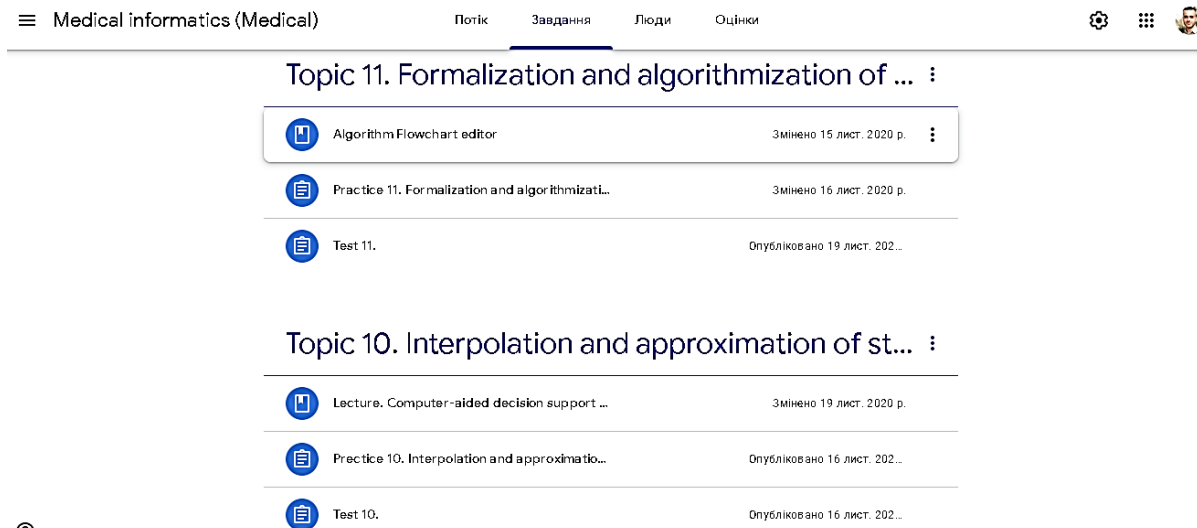 Medical informatics (Medical) Потік Завдання Люди Оцінки
Topic 11. Formalization and algorithmization of ...
Algorithm Flowchart editor Змінено 15 лист. 2020 р.
Practice 11. Formalization and algorithmizati... Змінено 16 лист. 2020 р.
Test 11. Опубліковано 19 лист. 202...
Topic 10. Interpolation and approximation of st...
Lecture. Computer-aided decision support ... Змінено 19 лист. 2020 р.
Prectice 10. Interpolation and approximatio... Опубліковано 16 лист. 202...
Test 10. Опубліковано 16 лист. 202...